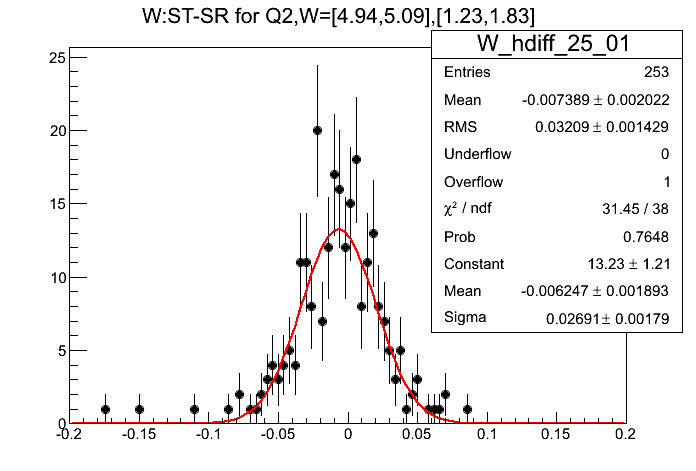 W:ST-SR for Q2,W=[4.94,5.09],[1.23,1.83]
W_hdiff_25_01
Entries 253
Mean -0.007389 ± 0.002022
RMS 0.03209 ± 0.001429
Underflow 0
Overflow 1
χ² / ndf 31.45 / 38
Prob 0.7648
Constant 13.23 ± 1.21
Mean -0.006247 ± 0.001893
Sigma 0.02691 ± 0.00179
25
20
15
10
5
0
-0.2 -0.15 -0.1 -0.05 0 0.05 0.1 0.15 0.2